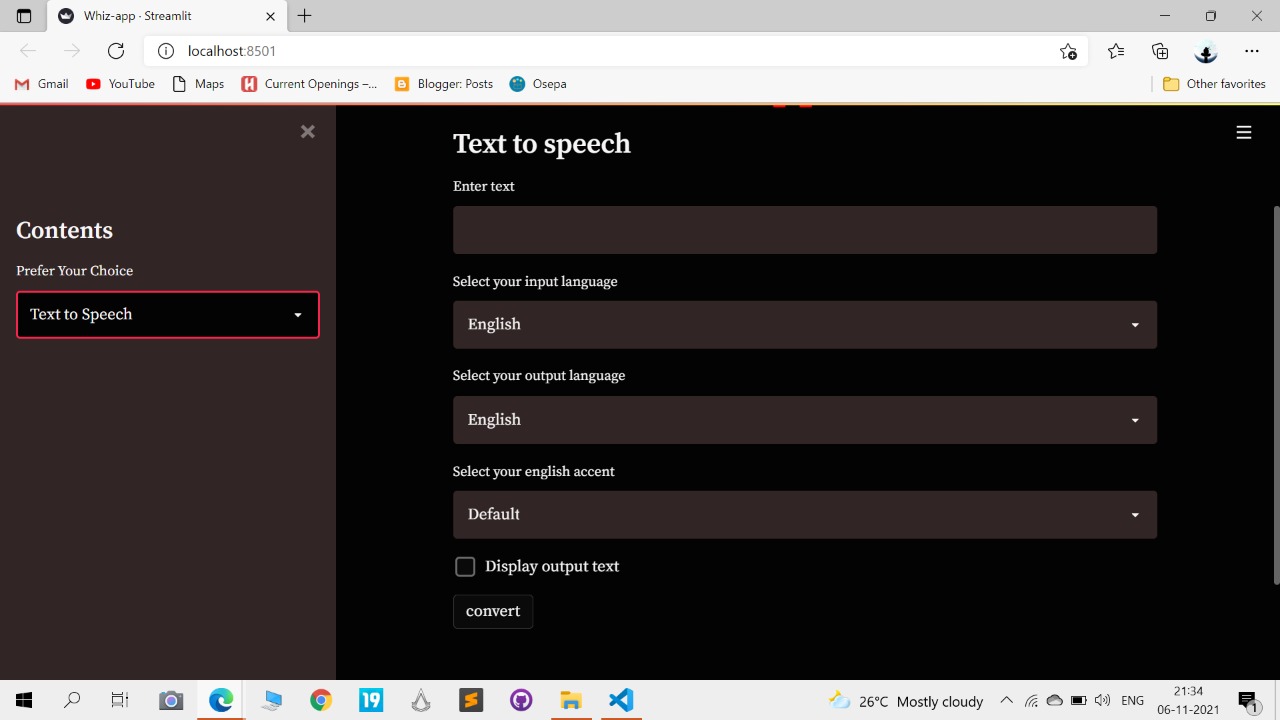 Whiz-app · Streamlit
localhost:8501
Gmail
YouTube
Maps
Current Openings –...
Blogger: Posts
Osepa
Other favorites
Contents
Prefer Your Choice
Text to Speech
Text to speech
Enter text
Select your input language
English
Select your output language
English
Select your english accent
Default
Display output text
convert
19
26°C Mostly cloudy
ENG
21:34
06-11-2021
1